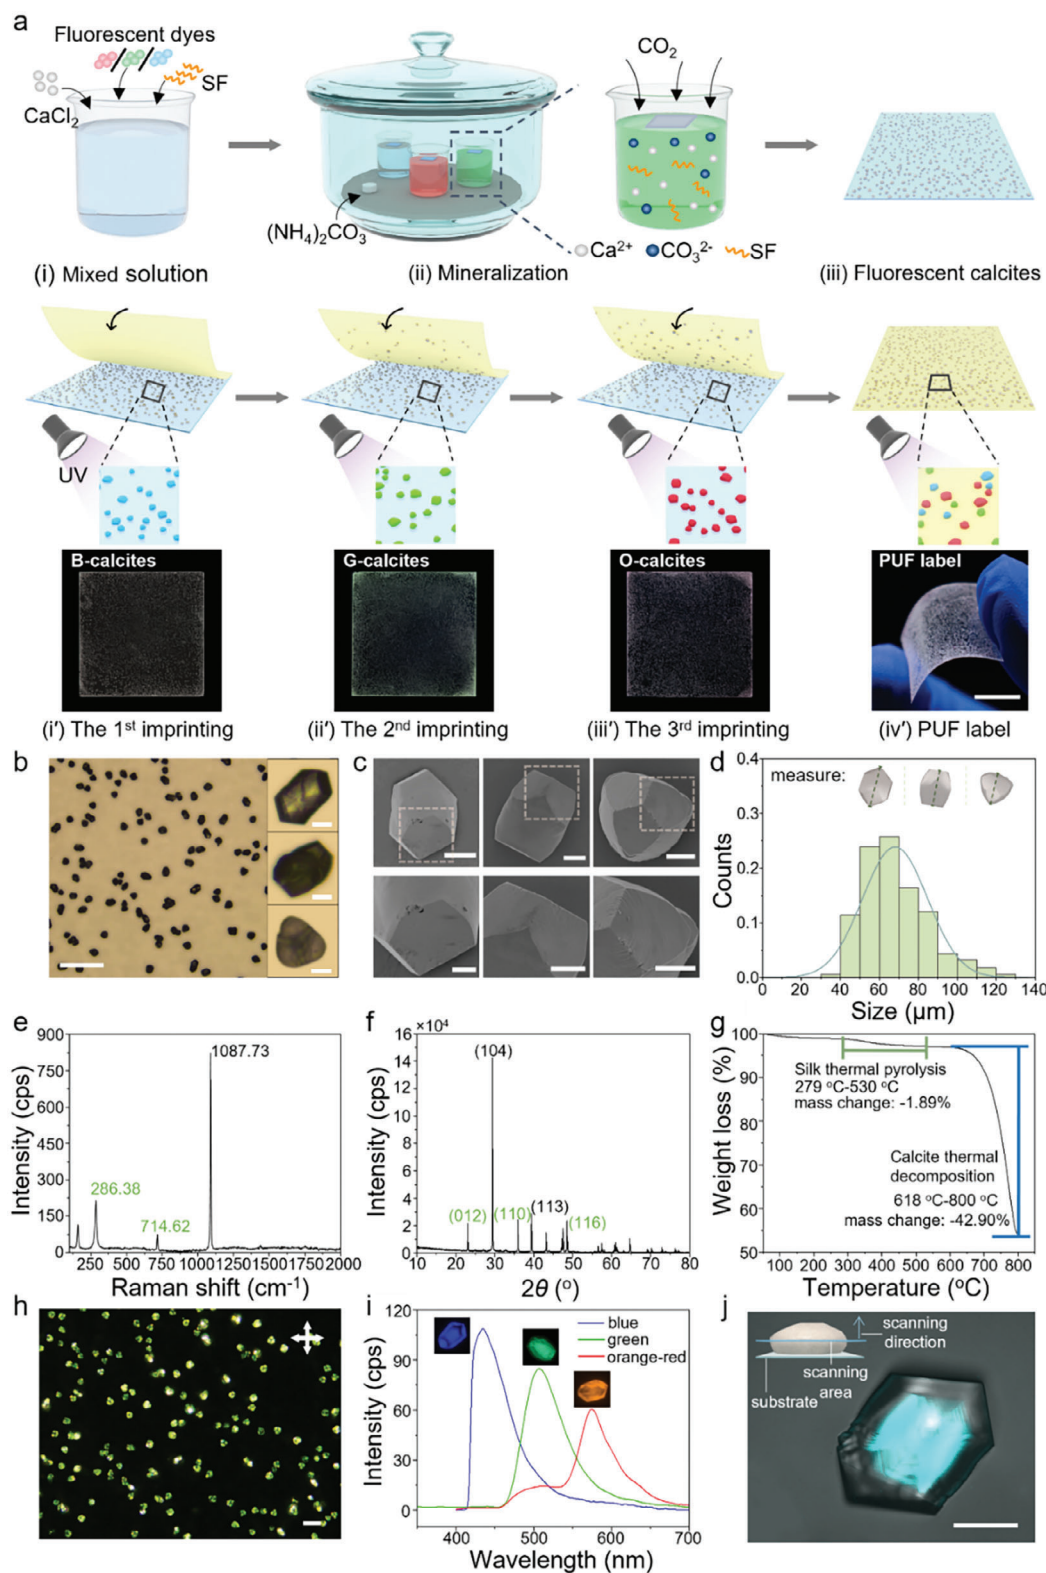 a
Fluorescent dyes
SF
CaCl₂
CO₂
(NH₄)₂CO₃
Ca²⁺ CO₃²⁻ SF
(i) Mixed solution
(ii) Mineralization
(iii) Fluorescent calcites
UV
B-calcites
G-calcites
O-calcites
PUF label
(i′) The 1ˢᵗ imprinting
(ii′) The 2ⁿᵈ imprinting
(iii′) The 3ʳᵈ imprinting
(iv′) PUF label
b
c
d
measure:
0.4
0.3
0.2
0.1
0.0
Counts
20 40 60 80 100 120 140
Size (μm)
e
900
750
600
450
300
150
0
Intensity (cps)
1087.73
286.38
714.62
250 500 750 1000 1250 1500 1750 2000
Raman shift (cm⁻¹)
f
×10⁴
16
14
12
10
8
6
4
2
0
Intensity (cps)
(104)
(012)
(110)
(113)
(116)
10 20 30 40 50 60 70 80
2θ (°)
g
100
90
80
70
60
50
Weight loss (%)
Silk thermal pyrolysis
279 °C-530 °C
mass change: -1.89%
Calcite thermal
decomposition
618 °C-800 °C
mass change: -42.90%
100 200 300 400 500 600 700 800
Temperature (°C)
h
i
120
90
60
30
0
Intensity (cps)
blue
green
orange-red
400 500 600 700
Wavelength (nm)
j
scanning
direction
scanning
area
substrate